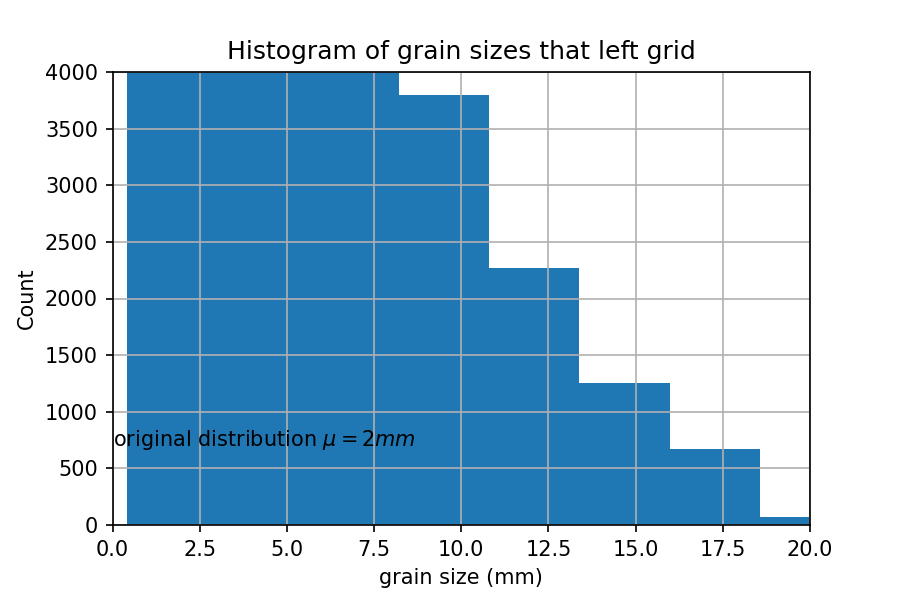 Histogram of grain sizes that left grid
4000
3500
3000
2500
2000
1500
1000
500
0
Count
original distribution μ = 2mm
0.0 2.5 5.0 7.5 10.0 12.5 15.0 17.5 20.0
grain size (mm)